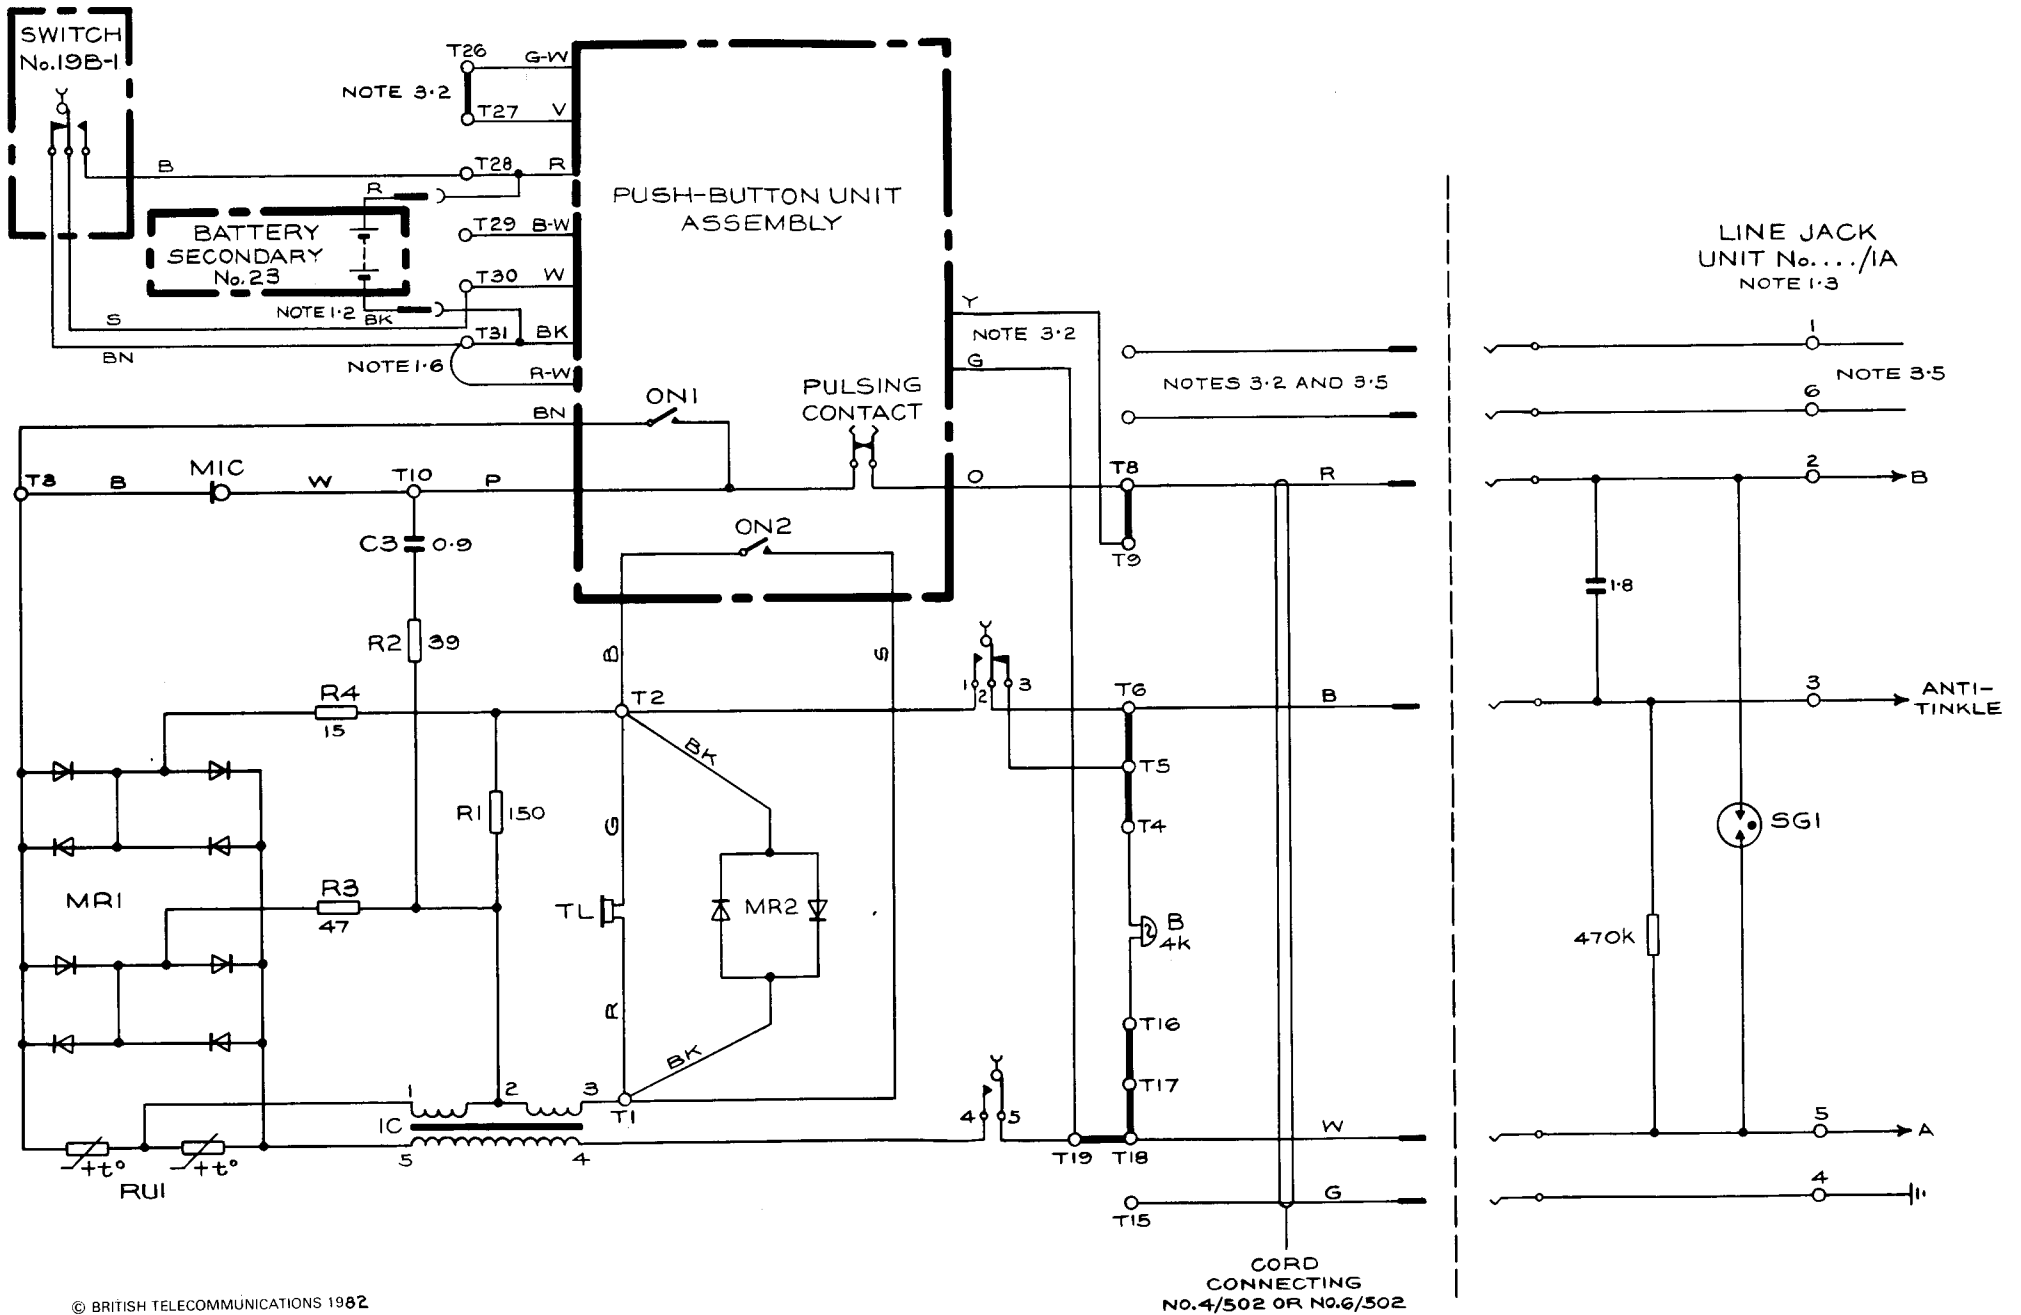 SWITCH
No.19B-1
Y
T26
G-W
NOTE 3·2
T27
V
B
T28
R
R
BATTERY
SECONDARY
No.23
T29
B-W
T30
W
NOTE 1·2
BK
S
BN
T31
BK
NOTE 1·6
R-W
PUSH-BUTTON UNIT
ASSEMBLY
PULSING
CONTACT
ON1
BN
Y
NOTE 3·2
G
NOTES 3·2 AND 3·5
LINE JACK
UNIT No..../1A
NOTE 1·3
1
NOTE 3·5
6
T3
B
MIC
W
T10
P
O
T8
R
2
B
C3
0·9
ON2
T9
1·8
R2
39
B
S
Y
1
2
3
R4
15
T2
T6
B
3
ANTI-
TINKLE
BK
T5
R1
150
G
T4
SG1
MR1
R3
47
TL
MR2
B
4K
470K
R
T16
BK
T17
1
2
3
T1
IC
5
4
Y
4
5
T19
T18
W
5
A
+t°
+t°
RU1
T15
G
4
CORD
CONNECTING
NO.4/502 OR NO.6/502
© BRITISH TELECOMMUNICATIONS 1982